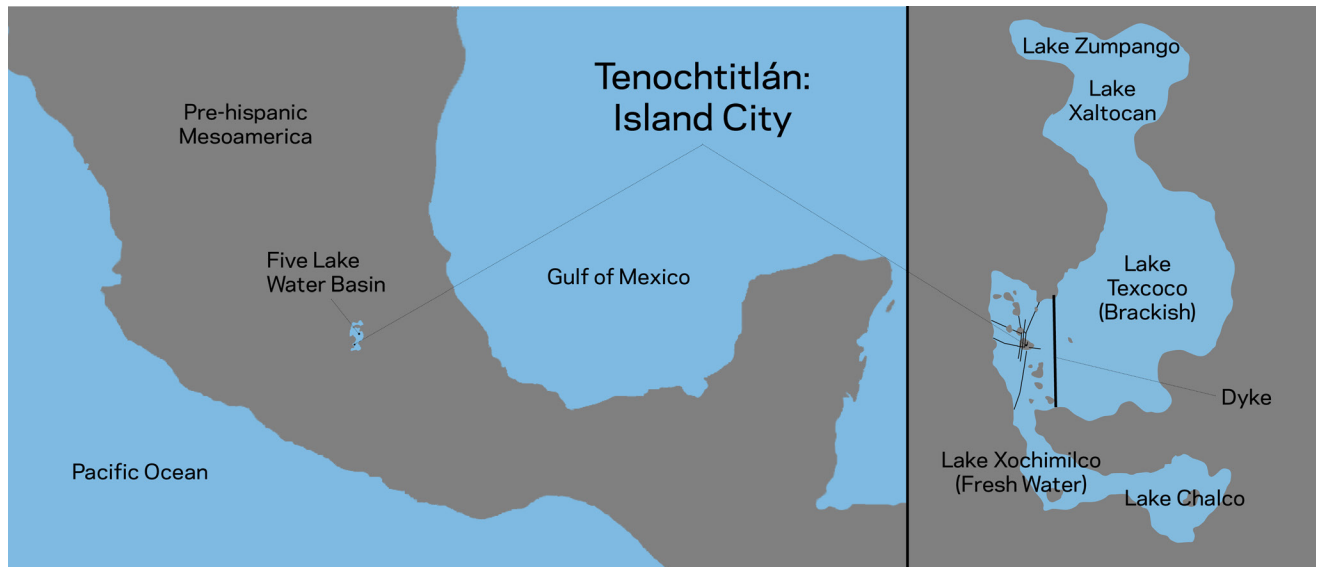 Tenochtitlán:
Island City
Pre-hispanic
Mesoamerica
Five Lake
Water Basin
Gulf of Mexico
Pacific Ocean
Lake Zumpango
Lake
Xaltocan
Lake
Texcoco
(Brackish)
Dyke
Lake Xochimilco
(Fresh Water)
Lake Chalco